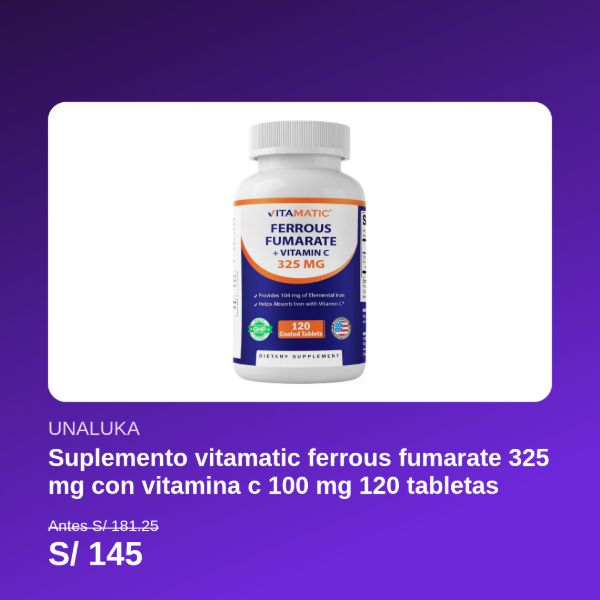 VITAMATIC
FERROUS
FUMARATE
+ VITAMIN C
325 MG
Provides 104 mg of Elemental Iron
Helps Absorb Iron with Vitamin C*
GMP
120
Coated Tablets
DIETARY SUPPLEMENT
UNALUKA
Suplemento vitamatic ferrous fumarate 325
mg con vitamina c 100 mg 120 tabletas
Antes S/ 181.25
S/ 145